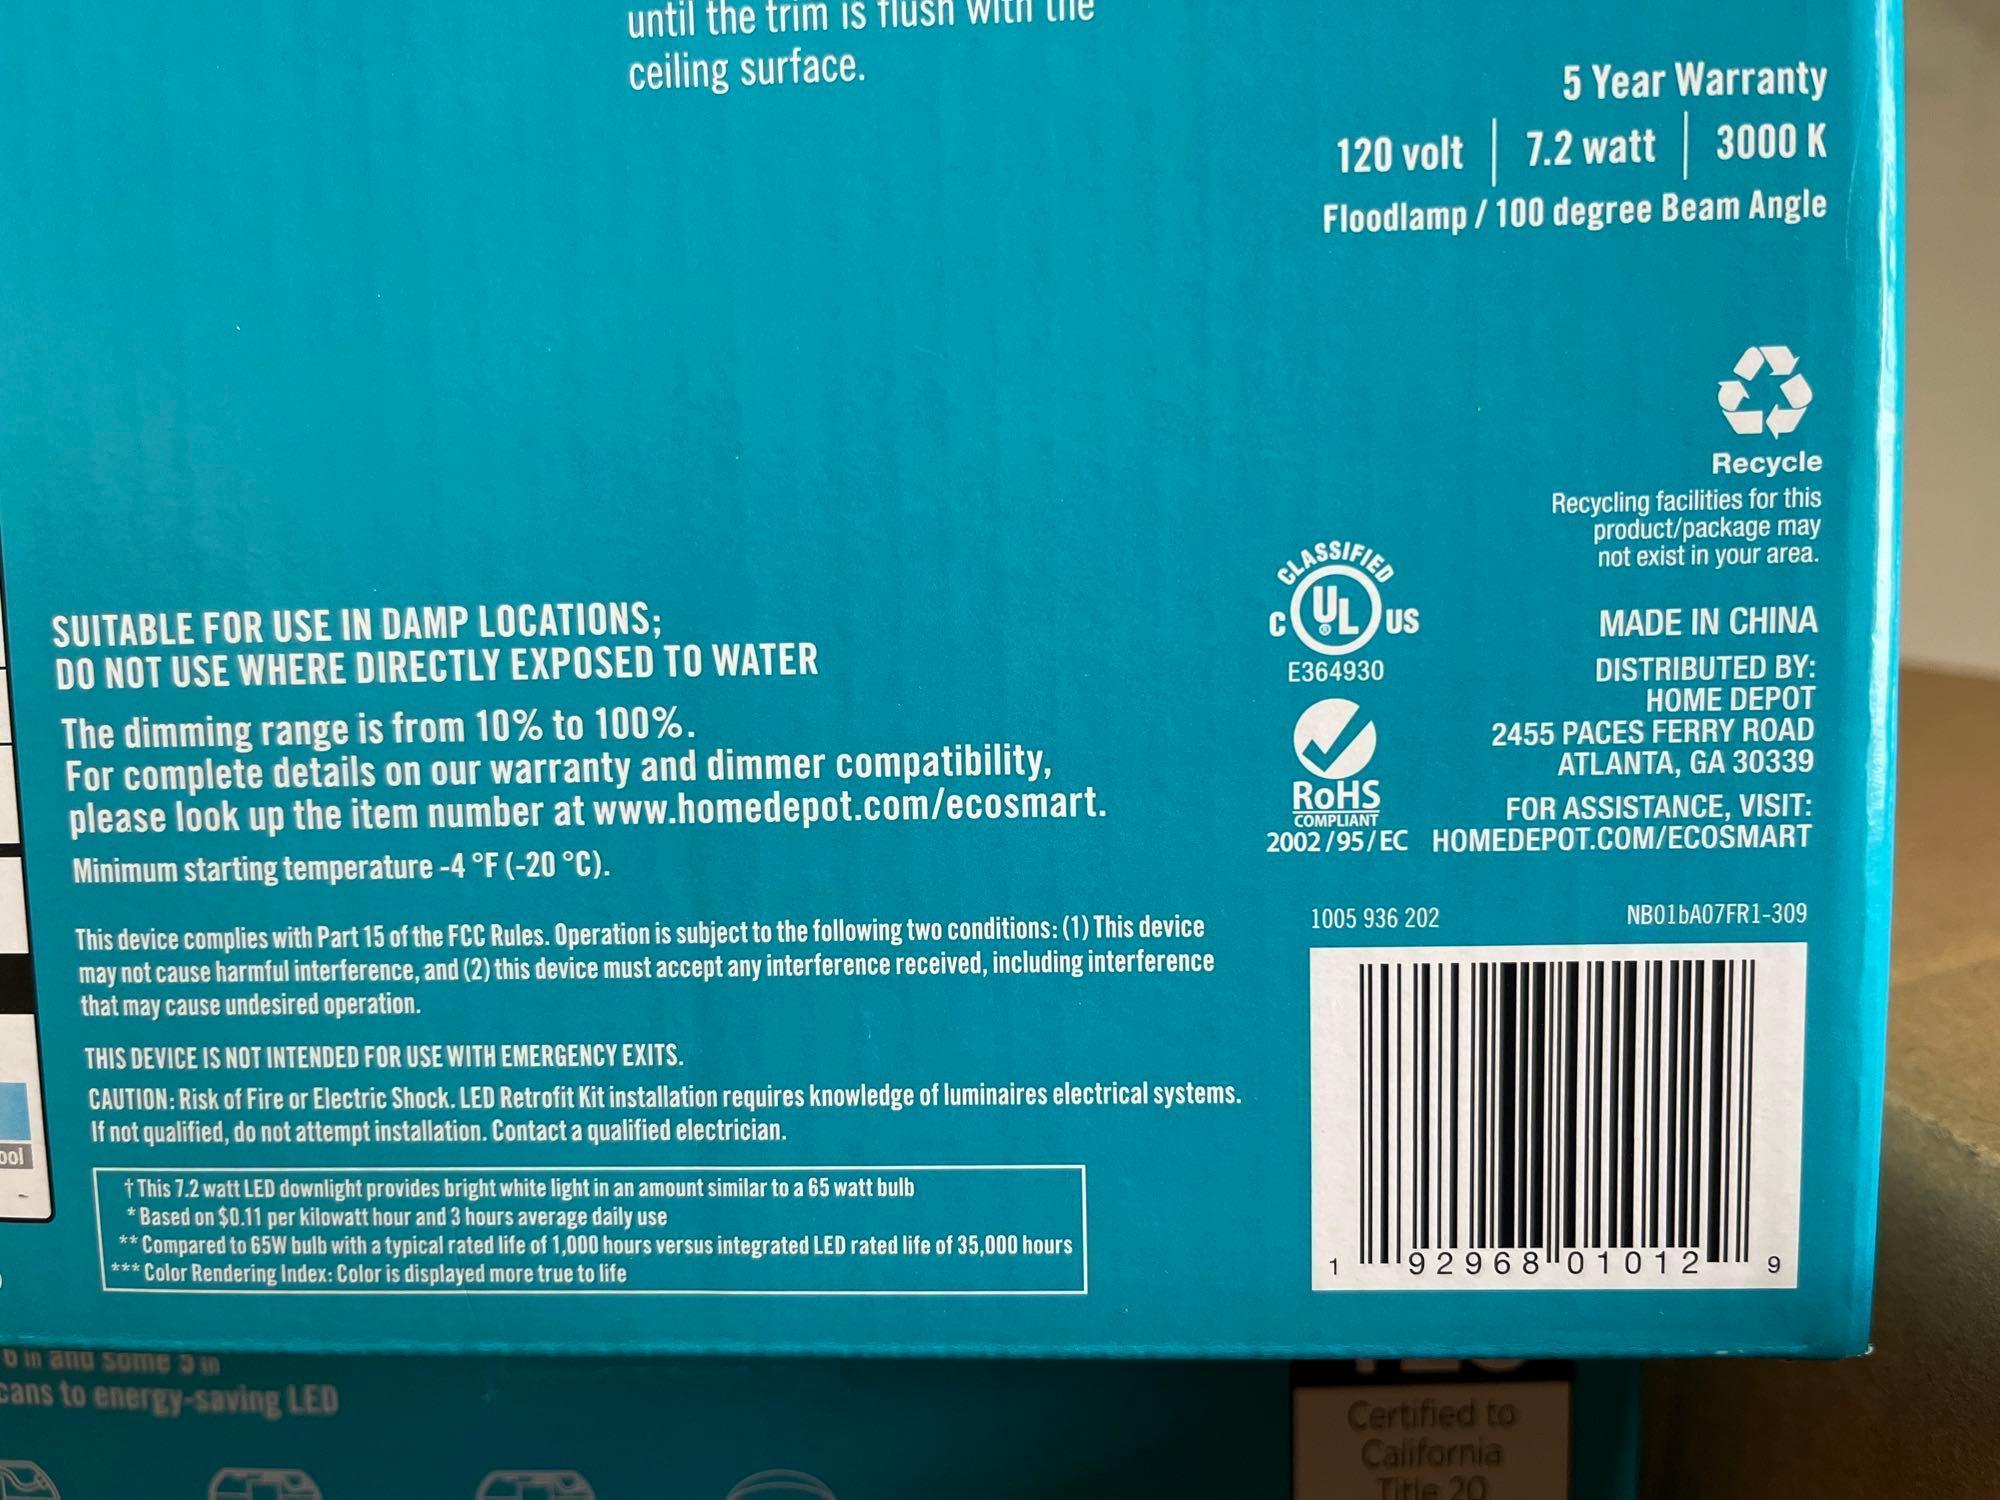 until the trim is flush with the
ceiling surface.
5 Year Warranty
120 volt | 7.2 watt | 3000 K
Floodlamp / 100 degree Beam Angle
Recycle
Recycling facilities for this
product/package may
not exist in your area.
CLASSIFIED
C UL ® US
E364930
RoHS
COMPLIANT
2002/95/EC
MADE IN CHINA
DISTRIBUTED BY:
HOME DEPOT
2455 PACES FERRY ROAD
ATLANTA, GA 30339
FOR ASSISTANCE, VISIT:
HOMEDEPOT.COM/ECOSMART
SUITABLE FOR USE IN DAMP LOCATIONS;
DO NOT USE WHERE DIRECTLY EXPOSED TO WATER
The dimming range is from 10% to 100%.
For complete details on our warranty and dimmer compatibility,
please look up the item number at www.homedepot.com/ecosmart.
Minimum starting temperature -4 °F (-20 °C).
This device complies with Part 15 of the FCC Rules. Operation is subject to the following two conditions: (1) This device
may not cause harmful interference, and (2) this device must accept any interference received, including interference
that may cause undesired operation.
THIS DEVICE IS NOT INTENDED FOR USE WITH EMERGENCY EXITS.
CAUTION: Risk of Fire or Electric Shock. LED Retrofit Kit installation requires knowledge of luminaires electrical systems.
If not qualified, do not attempt installation. Contact a qualified electrician.
† This 7.2 watt LED downlight provides bright white light in an amount similar to a 65 watt bulb
* Based on $0.11 per kilowatt hour and 3 hours average daily use
** Compared to 65W bulb with a typical rated life of 1,000 hours versus integrated LED rated life of 35,000 hours
*** Color Rendering Index: Color is displayed more true to life
1005 936 202
NB01bA07FR1-309
1 92968 01012 9
ool
6 in and some 5 in
cans to energy-saving LED
Certified to
California
Title 20